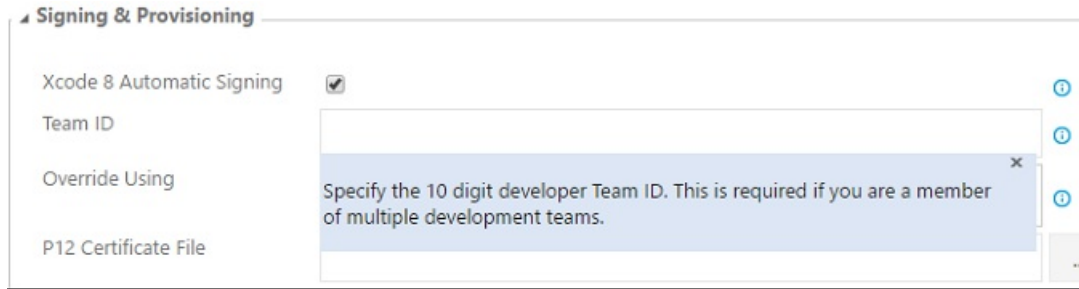 Signing & Provisioning
Xcode 8 Automatic Signing
Team ID
Override Using
Specify the 10 digit developer Team ID. This is required if you are a member
of multiple development teams.
P12 Certificate File